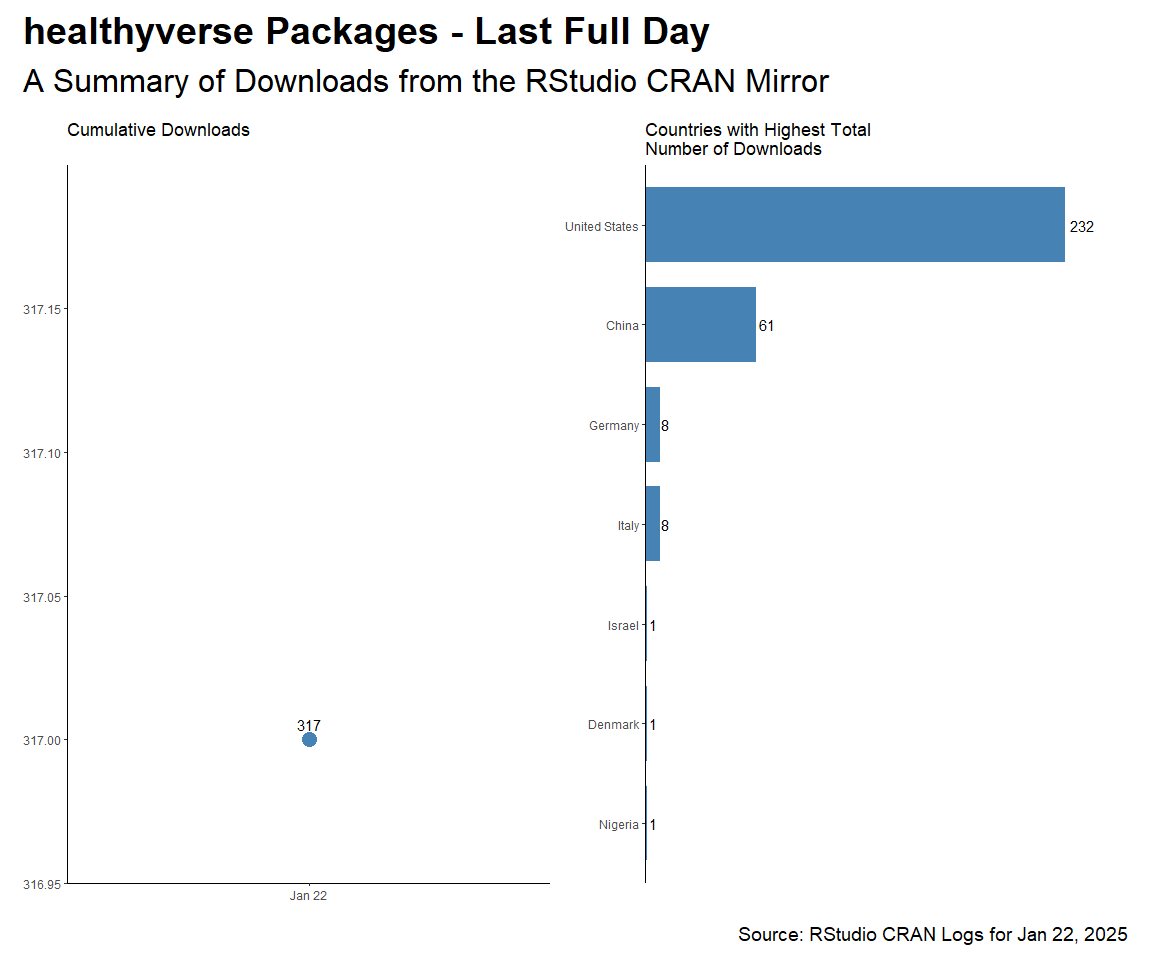 healthyverse Packages - Last Full Day
A Summary of Downloads from the RStudio CRAN Mirror
Cumulative Downloads
317.15
317.10
317.05
317.00
316.95
317
Jan 22
Countries with Highest Total
Number of Downloads
United States 232
China 61
Germany 8
Italy 8
Israel 1
Denmark 1
Nigeria 1
Source: RStudio CRAN Logs for Jan 22, 2025